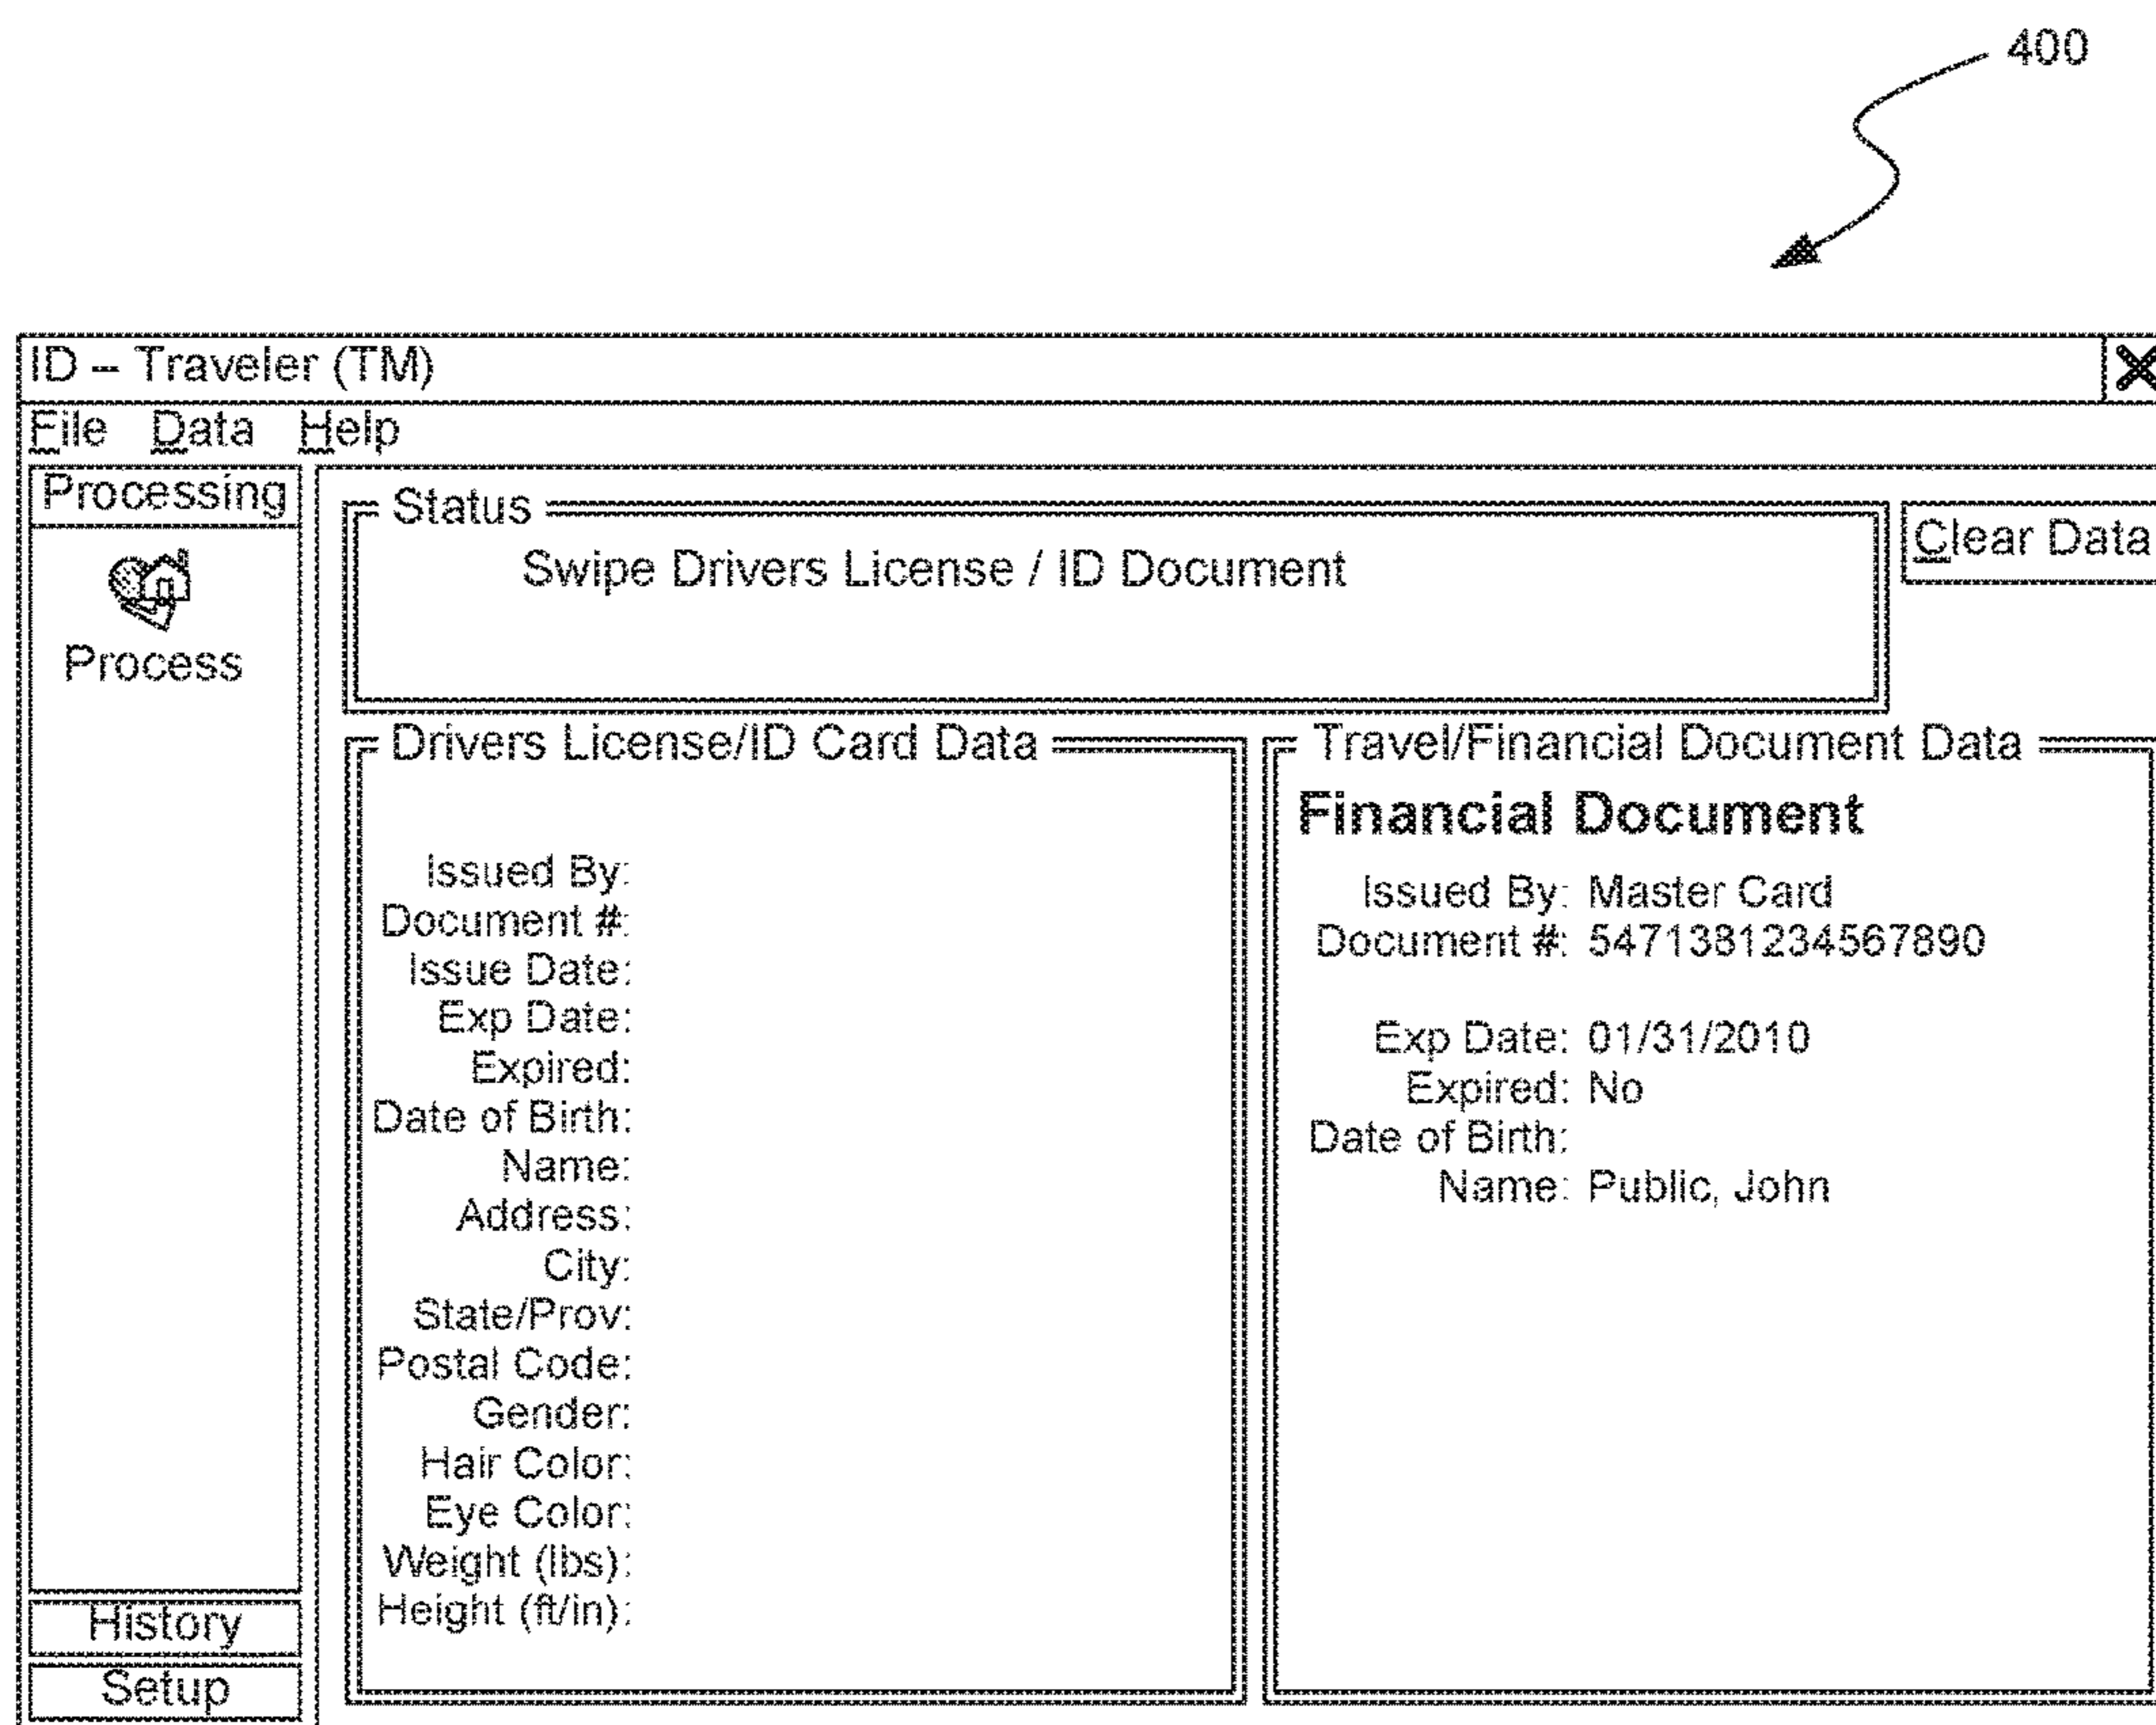 400
ID -- Traveler (TM)
File Data Help
Processing
Process
History
Setup
Status
Swipe Drivers License / ID Document
Clear Data
Drivers License/ID Card Data
Issued By:
Document #:
Issue Date:
Exp Date:
Expired:
Date of Birth:
Name:
Address:
City:
State/Prov:
Postal Code:
Gender:
Hair Color:
Eye Color:
Weight (lbs):
Height (ft/in):
Travel/Financial Document Data
Financial Document
Issued By: Master Card
Document #: 5471381234567890
Exp Date: 01/31/2010
Expired: No
Date of Birth:
Name: Public, John